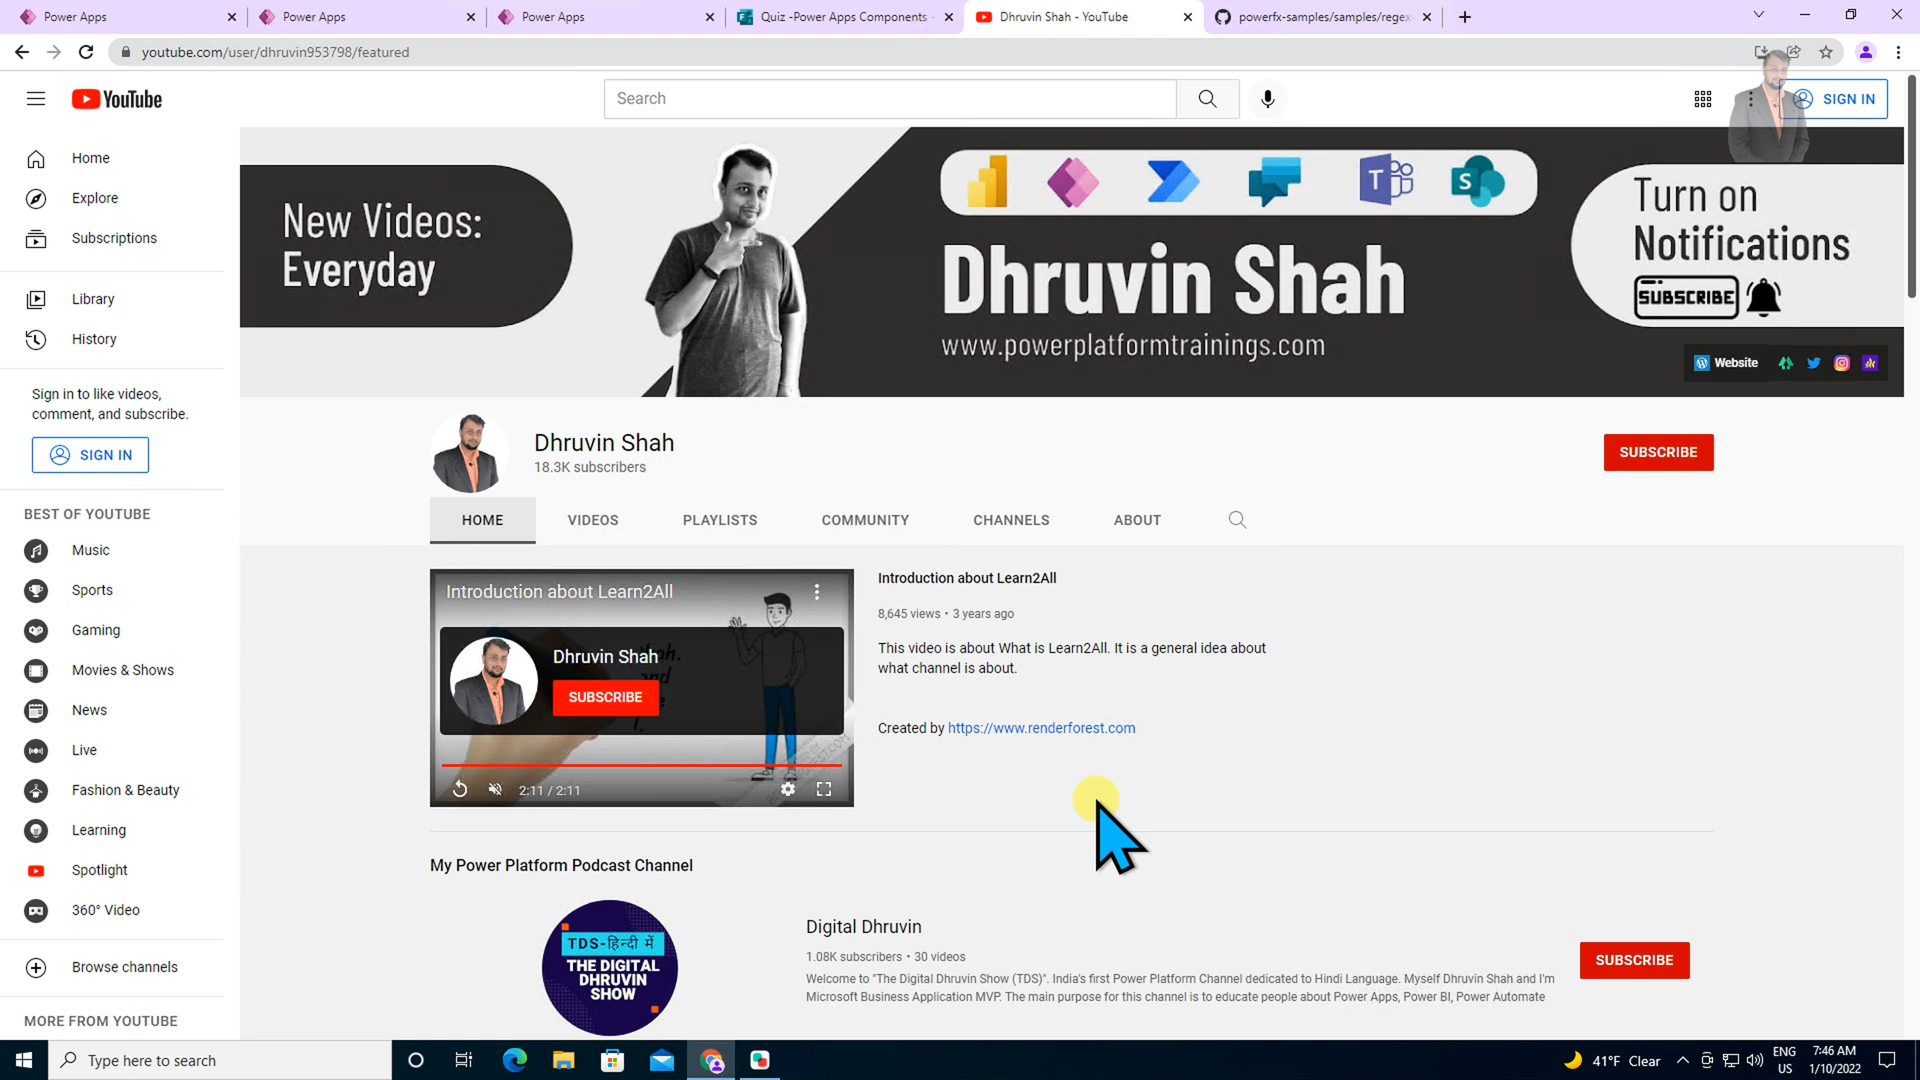 Power Apps
Power Apps
Power Apps
Quiz -Power Apps Components -
Dhruvin Shah - YouTube
powerfx-samples/samples/regex
youtube.com/user/dhruvin953798/featured
YouTube
Search
SIGN IN
Home
Explore
Subscriptions
Library
History
Sign in to like videos,
comment, and subscribe.
SIGN IN
BEST OF YOUTUBE
Music
Sports
Gaming
Movies & Shows
News
Live
Fashion & Beauty
Learning
Spotlight
360° Video
Browse channels
MORE FROM YOUTUBE
New Videos:
Everyday
Dhruvin Shah
www.powerplatformtrainings.com
Turn on
Notifications
SUBSCRIBE
Website
Dhruvin Shah
18.3K subscribers
SUBSCRIBE
HOME
VIDEOS
PLAYLISTS
COMMUNITY
CHANNELS
ABOUT
Introduction about Learn2All
Dhruvin Shah
SUBSCRIBE
2:11 / 2:11
Introduction about Learn2All
8,645 views • 3 years ago
This video is about What is Learn2All. It is a general idea about
what channel is about.
Created by https://www.renderforest.com
My Power Platform Podcast Channel
TDS-हिन्दी में
THE DIGITAL
DHRUVIN
SHOW
Digital Dhruvin
1.08K subscribers • 30 videos
Welcome to "The Digital Dhruvin Show (TDS)". India's first Power Platform Channel dedicated to Hindi Language. Myself Dhruvin Shah and I'm
Microsoft Business Application MVP. The main purpose for this channel is to educate people about Power Apps, Power BI, Power Automate
SUBSCRIBE
Type here to search
41°F Clear
ENG
US
7:46 AM
1/10/2022